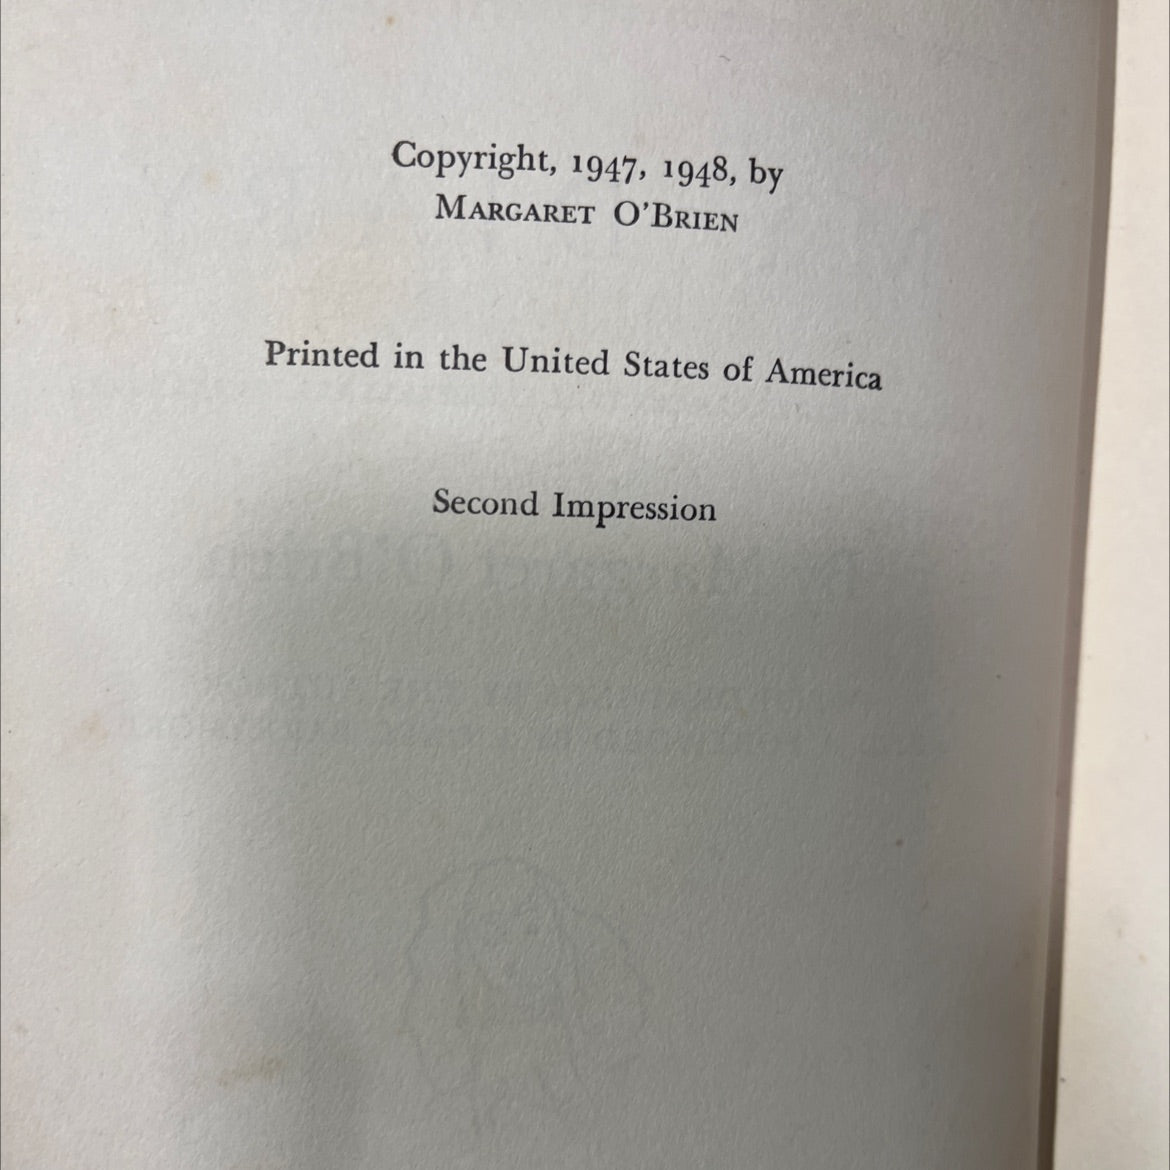 Copyright, 1947, 1948, by
MARGARET O'BRIEN
Printed in the United States of America
Second Impression